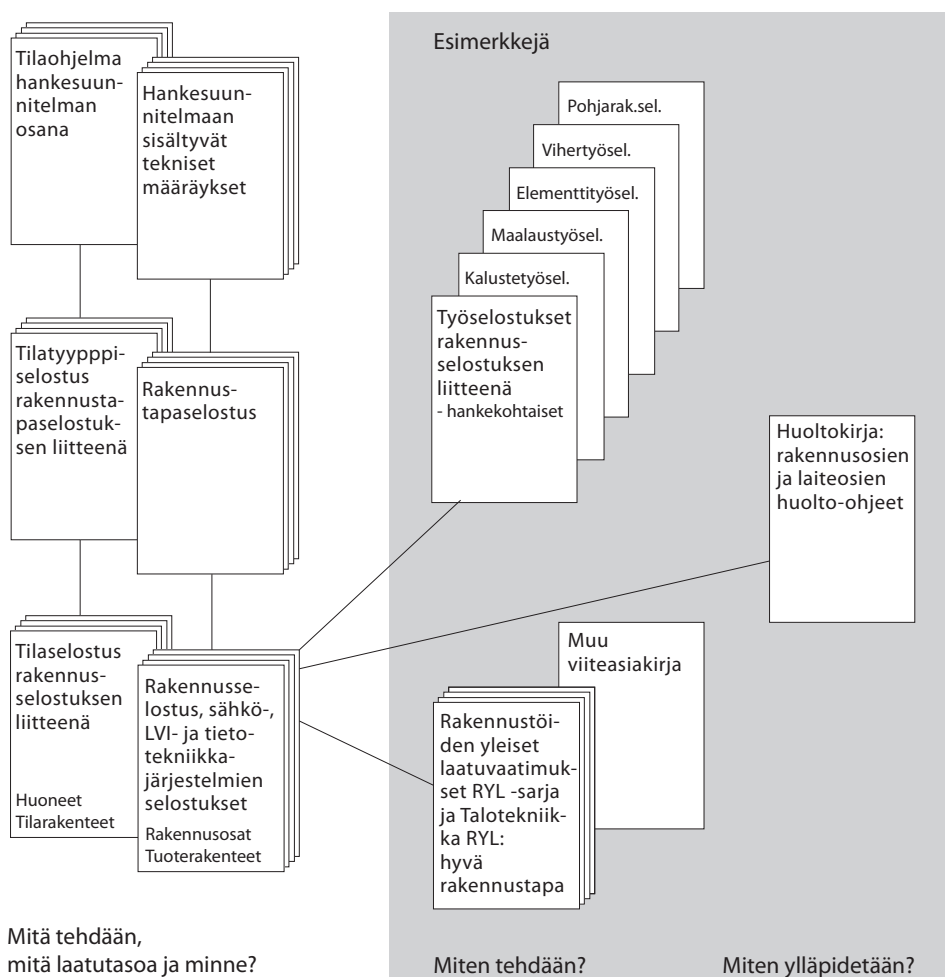 Tilaohjelma
hankesuun-
nitelman
osana
Hankesuun-
nitelmaan
sisältyvät
tekniset
määräykset
Tilatyypppi-
selostus
rakennusta-
paselostuk-
sen liitteenä
Rakennus-
tapaselostus
Tilaselostus
rakennus-
selostuksen
liitteenä
Huoneet
Tilarakenteet
Rakennusse-
lostus, sähkö-,
LVI- ja tieto-
tekniikka-
järjestelmien
selostukset
Rakennusosat
Tuoterakenteet
Mitä tehdään,
mitä laatutasoa ja minne?
Esimerkkejä
Pohjarak.sel.
Vihertyösel.
Elementtityösel.
Maalaustyösel.
Kalustetyösel.
Työselostukset
rakennus-
selostuksen
liitteenä
- hankekohtaiset
Huoltokirja:
rakennusosien
ja laiteosien
huolto-ohjeet
Muu
viiteasiakirja
Rakennustöi-
den yleiset
laatuvaatimuk-
set RYL -sarja
ja Talotekniik-
ka RYL:
hyvä
rakennustapa
Miten tehdään?
Miten ylläpidetään?